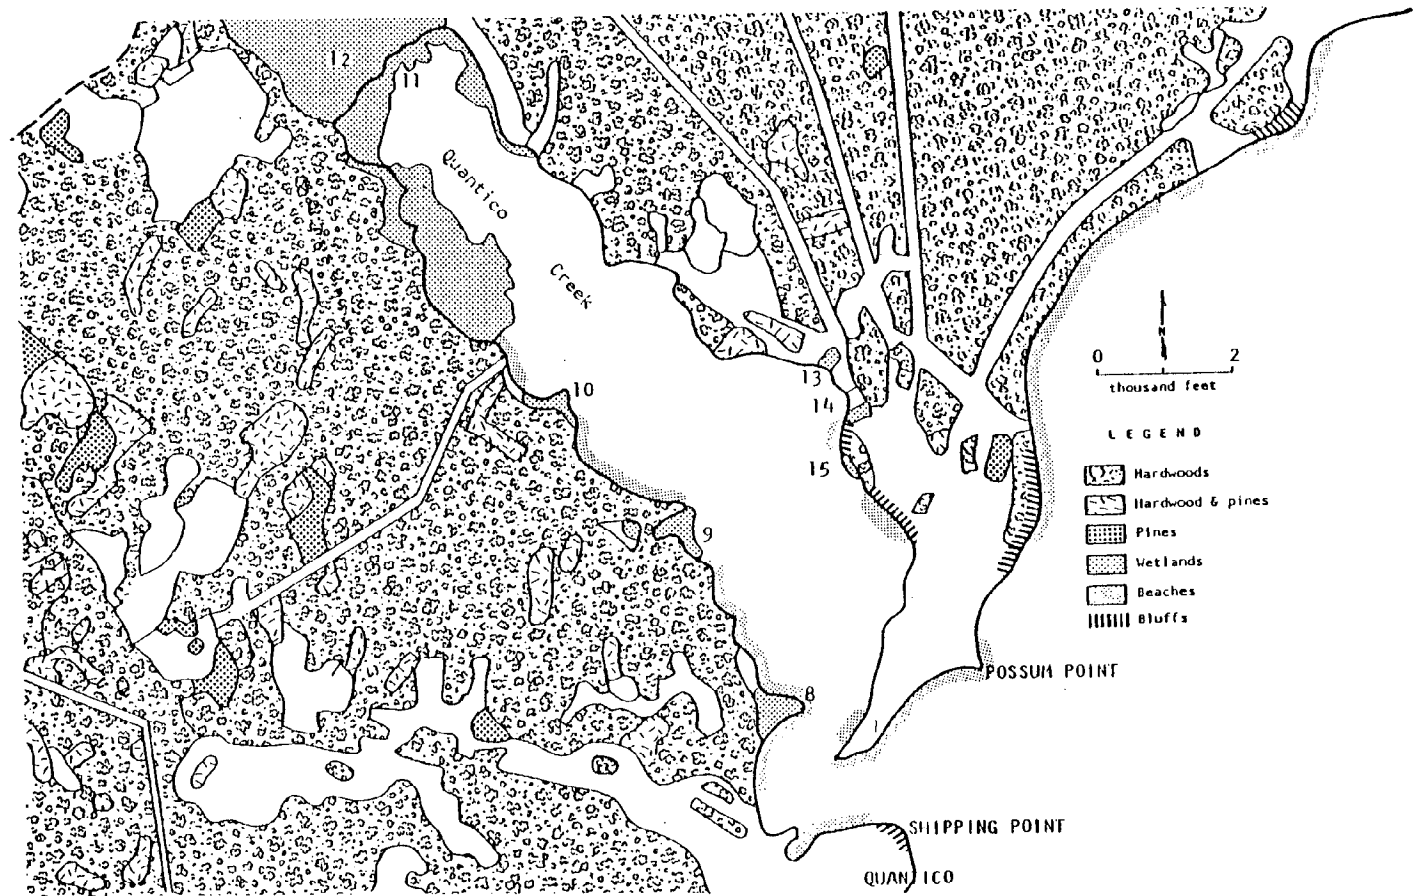 12
11
Quantico
Creek
10
9
8
13
14
15
N
0 2
thousand feet
LEGEND
Hardwoods
Hardwood & pines
Pines
Wetlands
Beaches
Bluffs
POSSUM POINT
SHIPPING POINT
QUANTICO